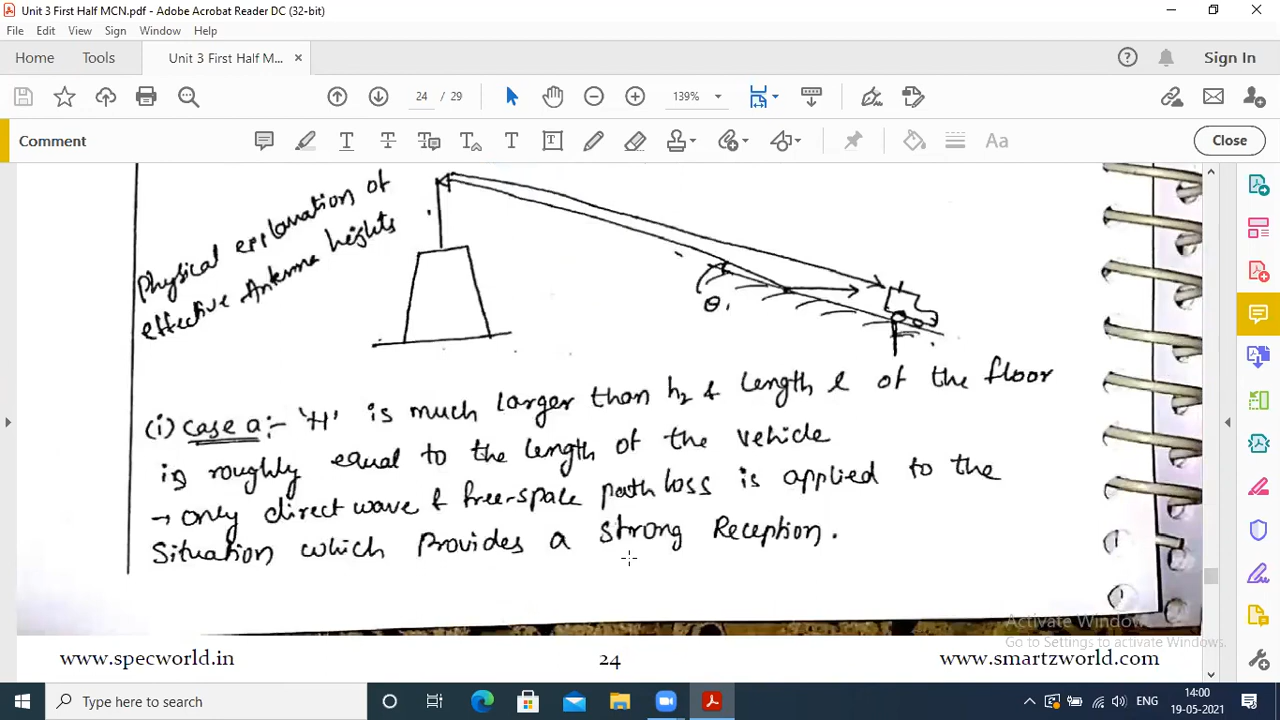 Unit 3 First Half MCN.pdf - Adobe Acrobat Reader DC (32-bit)
File Edit View Sign Window Help
Home Tools Unit 3 First Half M... × Sign In
24 / 29 139%
Comment Close
Physical explanation of
effective Antenna heights
θ1
(i) Case a:- 'H' is much larger than h2 & length l of the floor
is roughly equal to the length of the vehicle
→ only direct wave & free-space path loss is applied to the
Situation which Provides a Strong Reception.
Activate Windows
Go to Settings to activate Windows.
www.specworld.in 24 www.smartzworld.com
Type here to search
ENG 14:00
19-05-2021